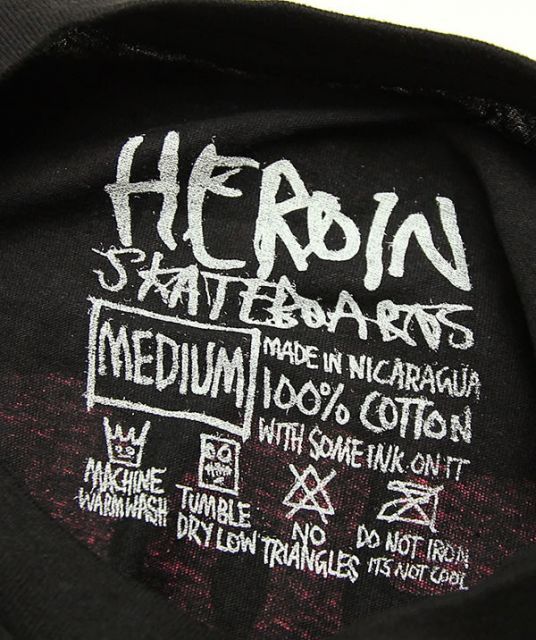 HEROIN
SKATEBOARDS
MEDIUM
MADE IN NICARAGUA
100% COTTON
WITH SOME INK ON IT
MACHINE
WARM WASH
TUMBLE
DRY LOW
NO
TRIANGLES
DO NOT IRON
ITS NOT COOL